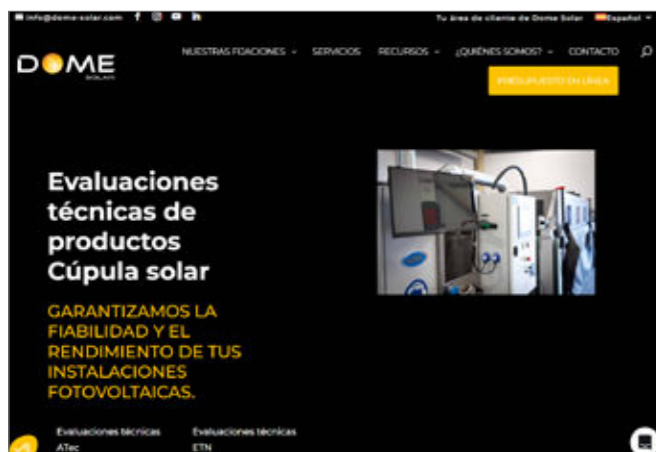 info@dome-solar.com
Tu área de cliente de Dome Solar
Español
DOME
SOLAR
NUESTRAS FIJACIONES
SERVICIOS
RECURSOS
¿QUIÉNES SOMOS?
CONTACTO
PRESUPUESTO EN LÍNEA
Evaluaciones
técnicas de
productos
Cúpula solar
GARANTIZAMOS LA
FIABILIDAD Y EL
RENDIMIENTO DE TUS
INSTALACIONES
FOTOVOLTAICAS.
Evaluaciones técnicas
Evaluaciones técnicas
ATec
ETN